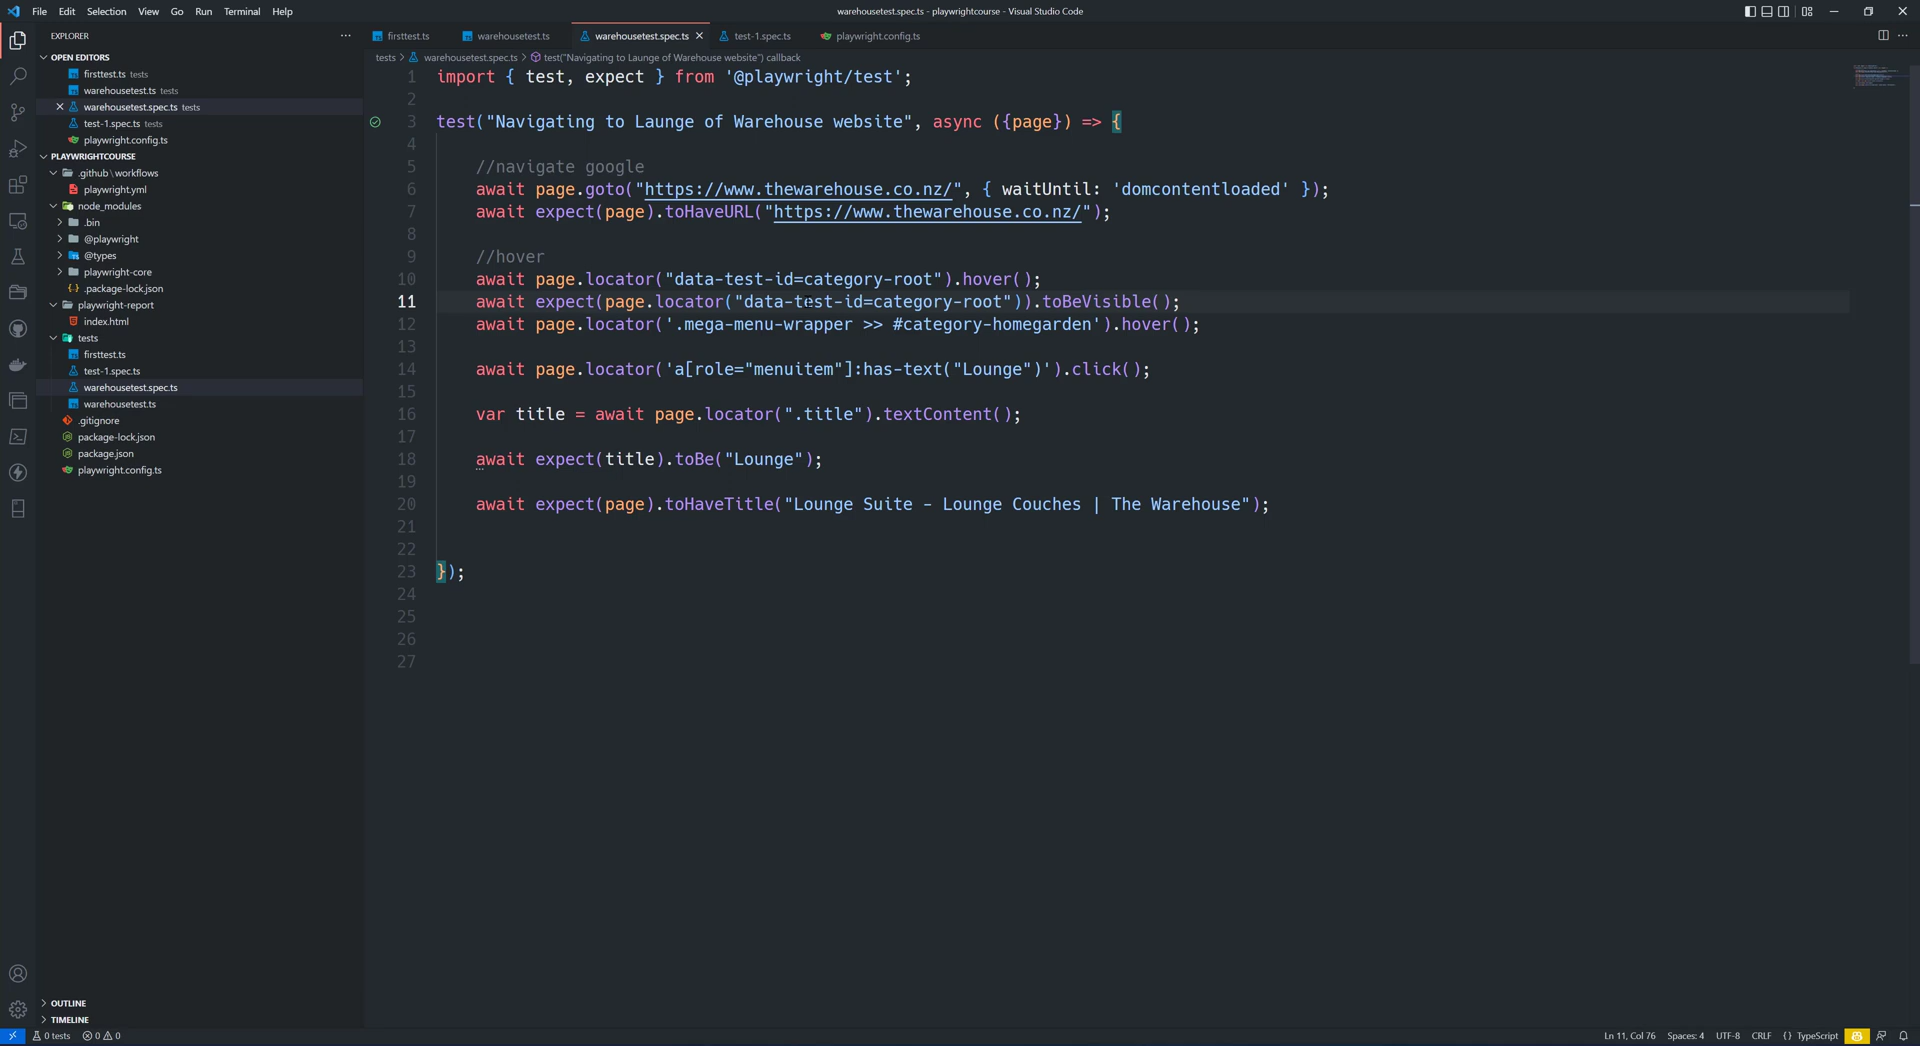 File Edit Selection View Go Run Terminal Help
warehousetest.spec.ts - playwrightcourse - Visual Studio Code
EXPLORER
OPEN EDITORS
firsttest.ts tests
warehousetest.ts tests
warehousetest.spec.ts tests
test-1.spec.ts tests
playwright.config.ts
PLAYWRIGHTCOURSE
.github\workflows
playwright.yml
node_modules
.bin
@playwright
@types
playwright-core
.package-lock.json
playwright-report
index.html
tests
firsttest.ts
test-1.spec.ts
warehousetest.spec.ts
warehousetest.ts
.gitignore
package-lock.json
package.json
playwright.config.ts
OUTLINE
TIMELINE
firsttest.ts warehousetest.ts warehousetest.spec.ts test-1.spec.ts playwright.config.ts
tests > warehousetest.spec.ts > test("Navigating to Launge of Warehouse website") callback
1 import { test, expect } from '@playwright/test';
2
3 test("Navigating to Launge of Warehouse website", async ({page}) => {
4
5 //navigate google
6 await page.goto("https://www.thewarehouse.co.nz/", { waitUntil: 'domcontentloaded' });
7 await expect(page).toHaveURL("https://www.thewarehouse.co.nz/");
8
9 //hover
10 await page.locator("data-test-id=category-root").hover();
11 await expect(page.locator("data-test-id=category-root")).toBeVisible();
12 await page.locator('.mega-menu-wrapper >> #category-homegarden').hover();
13
14 await page.locator('a[role="menuitem"]:has-text("Lounge")').click();
15
16 var title = await page.locator(".title").textContent();
17
18 await expect(title).toBe("Lounge");
19
20 await expect(page).toHaveTitle("Lounge Suite - Lounge Couches | The Warehouse");
21
22
23 });
24
25
26
27
0 tests 0 0
Ln 11, Col 76 Spaces: 4 UTF-8 CRLF {} TypeScript